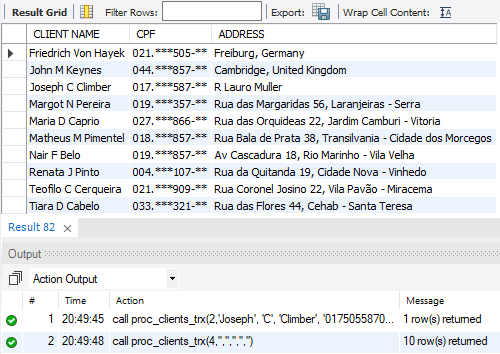 Result Grid Filter Rows: Export: Wrap Cell Content:
CLIENT NAME CPF ADDRESS
Friedrich Von Hayek 021.***505-** Freiburg, Germany
John M Keynes 044.***857-** Cambridge, United Kingdom
Joseph C Climber 017.***587-** R Lauro Muller
Margot N Pereira 019.***357-** Rua das Margaridas 56, Laranjeiras - Serra
Maria D Caprio 027.***866-** Rua das Orquideas 22, Jardim Camburi - Vitoria
Matheus M Pimentel 018.***857-** Rua Bala de Prata 38, Transilvania - Cidade dos Morcegos
Nair F Belo 019.***857-** Av Cascadura 18, Rio Marinho - Vila Velha
Renata J Pinto 004.***107-** Rua da Quitanda 19, Cidade Nova - Vinhedo
Teofilo C Cerqueira 021.***909-** Rua Coronel Josino 22, Vila Pavão - Miracema
Tiara D Cabelo 033.***321-** Rua das Flores 44, Cehab - Santa Teresa
Result 82 ×
Output
Action Output
# Time Action Message
1 20:49:45 call proc_clients_trx(2,'Joseph', 'C', 'Climber', '0175055870... 1 row(s) returned
2 20:49:48 call proc_clients_trx(4,'','','','','') 10 row(s) returned